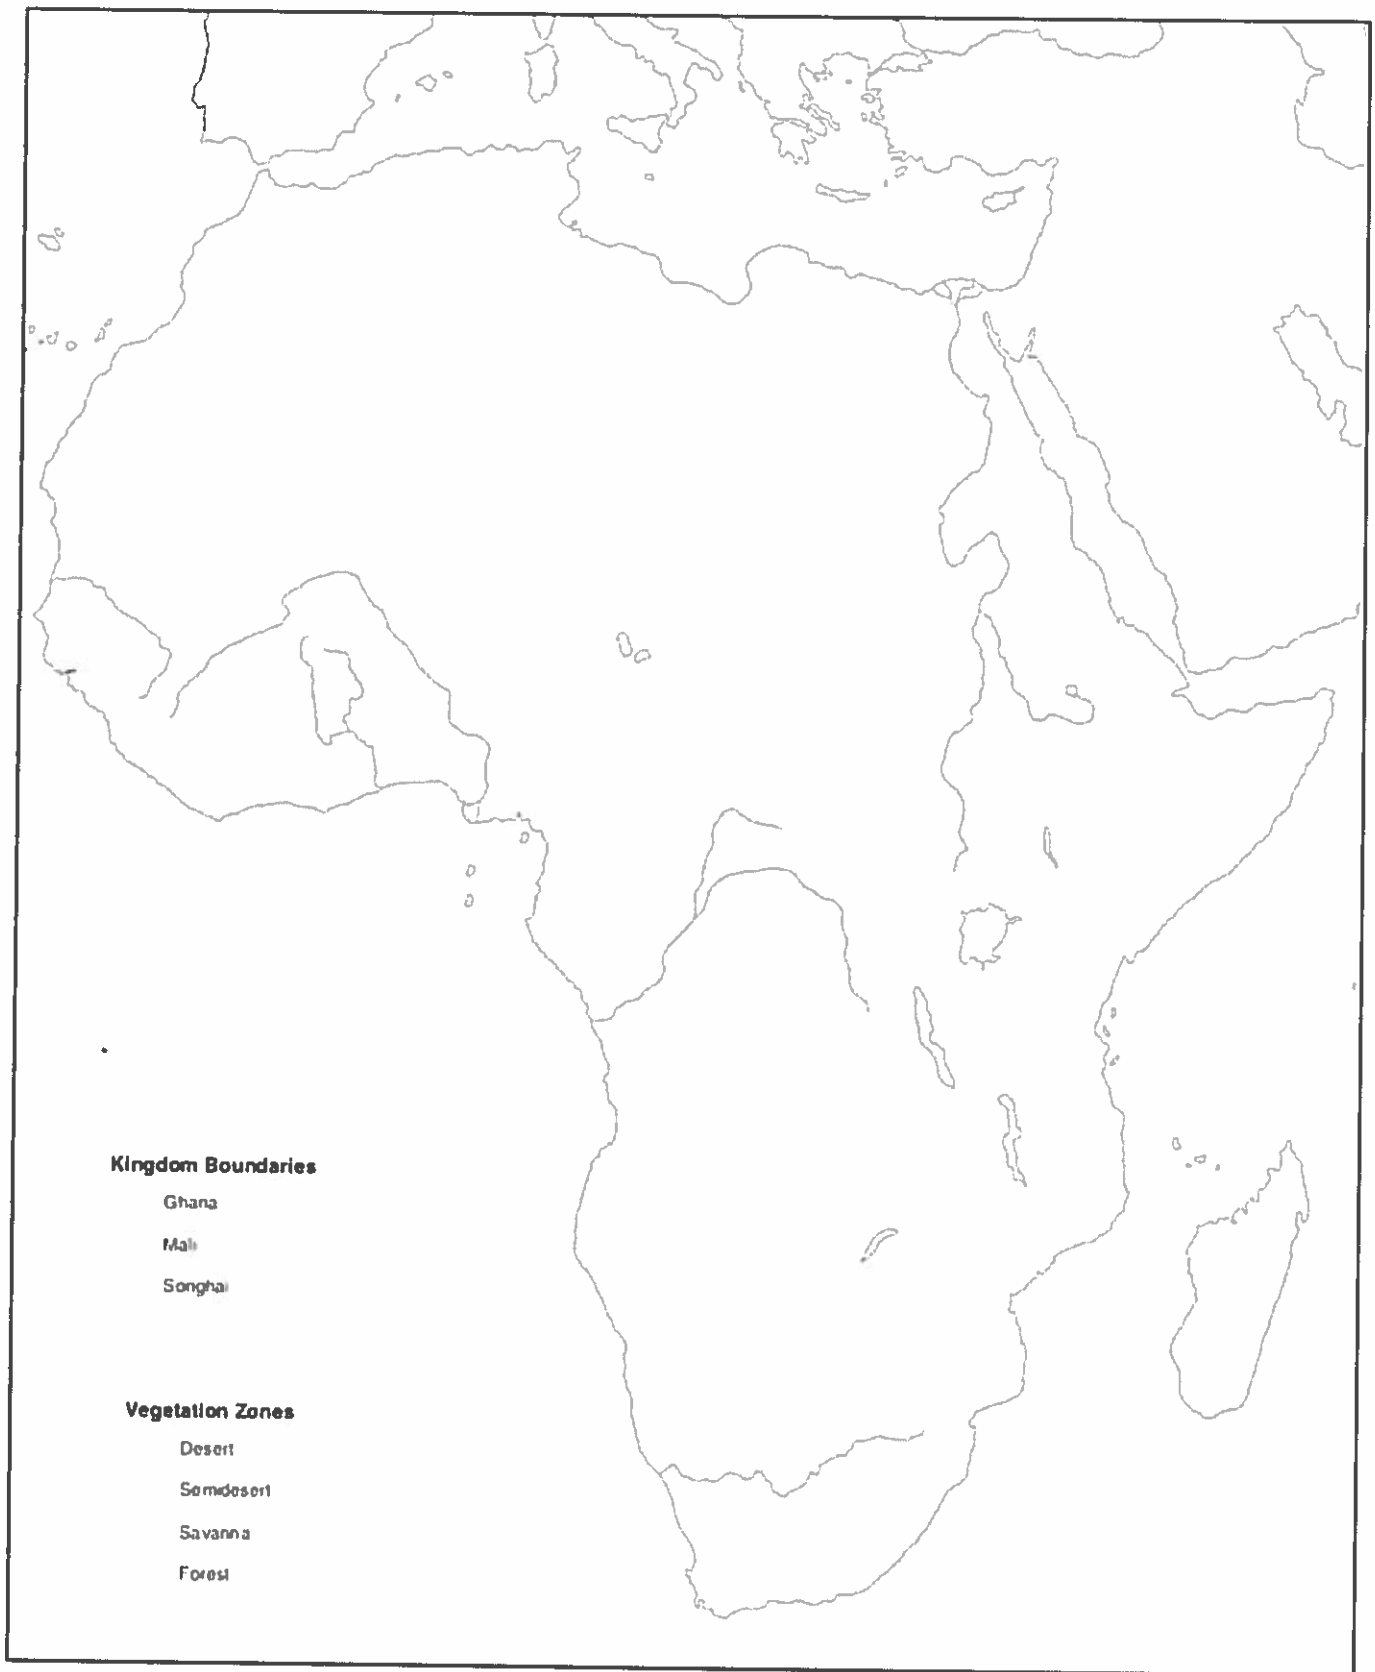 Kingdom Boundaries
Ghana
Mali
Songhai
Vegetation Zones
Desert
Semidesert
Savanna
Forest